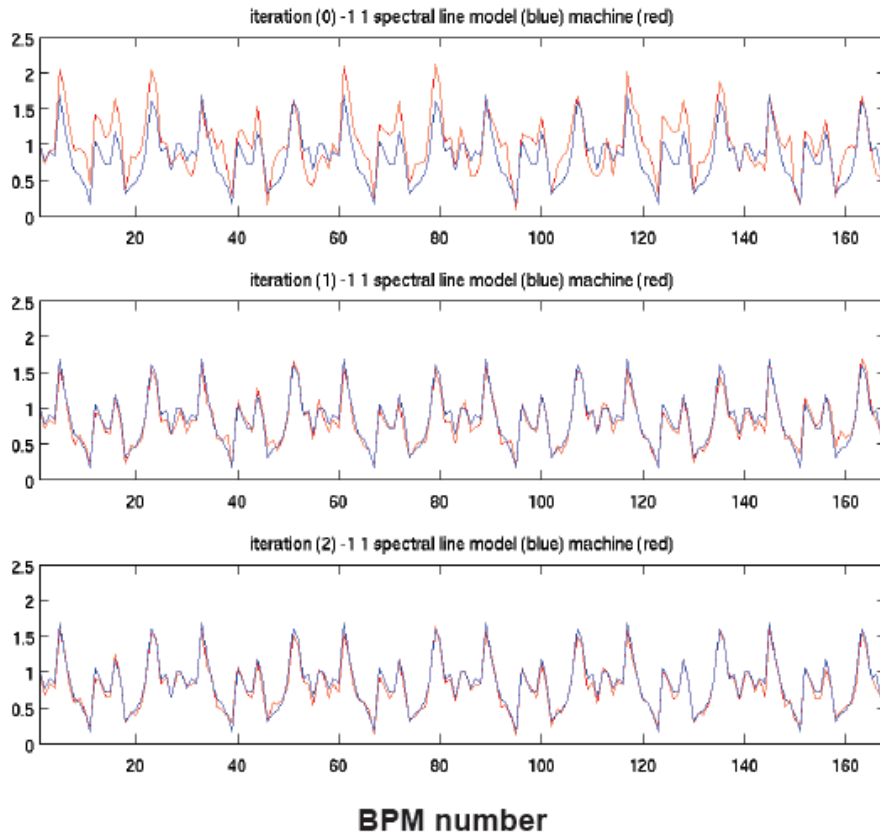 iteration (0) -1 1 spectral line model (blue) machine (red)
2.5
2
1.5
1
0.5
0
20 40 60 80 100 120 140 160
iteration (1) -1 1 spectral line model (blue) machine (red)
2.5
2
1.5
1
0.5
0
20 40 60 80 100 120 140 160
iteration (2) -1 1 spectral line model (blue) machine (red)
2.5
2
1.5
1
0.5
0
20 40 60 80 100 120 140 160
BPM number